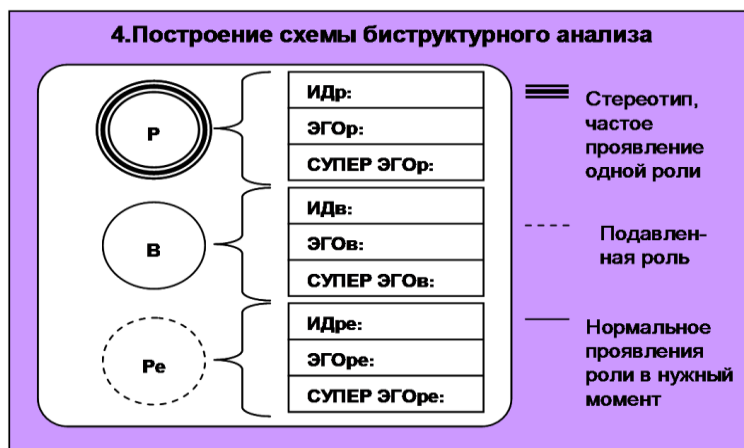 4.Построение схемы биструктурного анализа
Р
ИДр:
ЭГОр:
СУПЕР ЭГОр:
В
ИДв:
ЭГОв:
СУПЕР ЭГОв:
Ре
ИДре:
ЭГОре:
СУПЕР ЭГОре:
Стереотип,
частое
проявление
одной роли
Подавлен-
ная роль
Нормальное
проявления
роли в нужный
момент